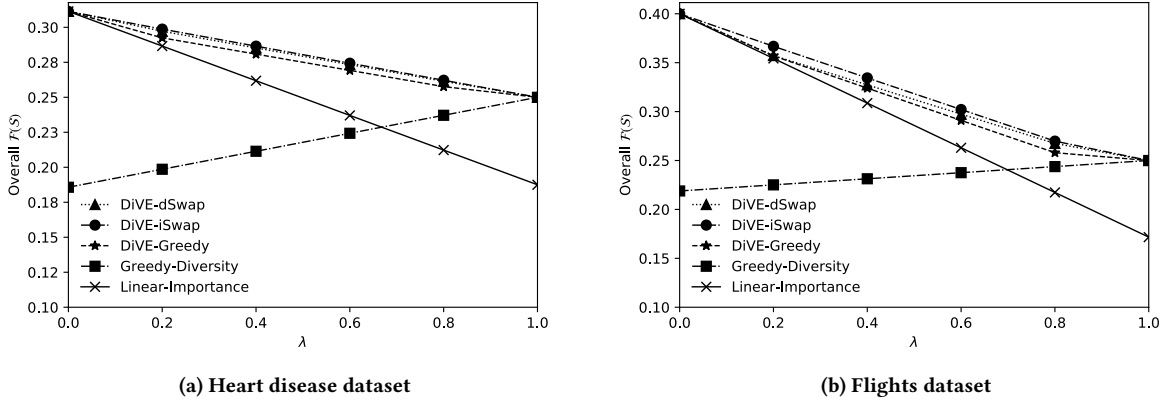 0.30
0.28
0.25
0.23
0.20
0.18
0.15
0.12
0.10
Overall F(S)
DiVE-dSwap
DiVE-iSwap
DiVE-Greedy
Greedy-Diversity
Linear-Importance
0.0 0.2 0.4 0.6 0.8 1.0
λ
(a) Heart disease dataset
0.40
0.35
0.30
0.25
0.20
0.15
0.10
Overall F(S)
DiVE-dSwap
DiVE-iSwap
DiVE-Greedy
Greedy-Diversity
Linear-Importance
0.0 0.2 0.4 0.6 0.8 1.0
λ
(b) Flights dataset